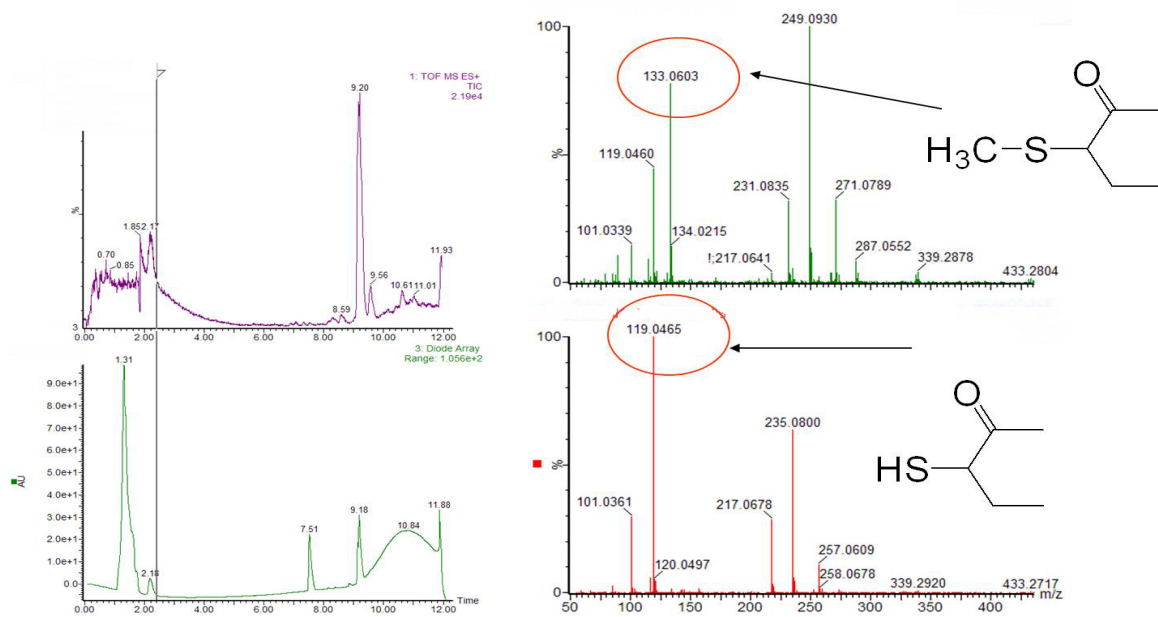 1: TOF MS ES+
TIC
2.19e4
9.20
%
0.70
0.85
1.85
2.17
8.59
9.56
10.61
11.01
11.93
3
0.00 2.00 4.00 6.00 8.00 10.00 12.00
3: Diode Array
Range: 1.056e+2
1.31
2.18
7.51
9.18
10.84
11.88
AU
9.0e+1
8.0e+1
7.0e+1
6.0e+1
5.0e+1
4.0e+1
3.0e+1
2.0e+1
1.0e+1
0.0
0.00 2.00 4.00 6.00 8.00 10.00 12.00
Time
100
%
0
249.0930
133.0603
119.0460
101.0339
134.0215
231.0835
!;217.0641
271.0789
287.0552
339.2878
433.2804
O
H3C S
100
%
0
119.0465
235.0800
101.0361
120.0497
217.0678
257.0609
258.0678
339.2920
433.2717
50 100 150 200 250 300 350 400
m/z
O
HS